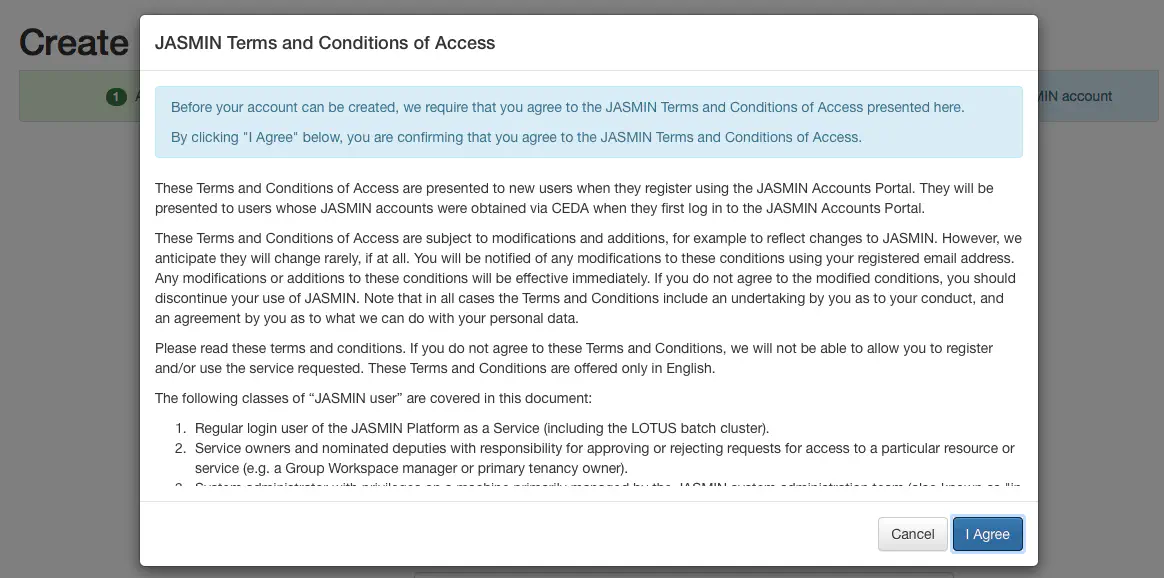 Create
JASMIN Terms and Conditions of Access
1
MIN account
Before your account can be created, we require that you agree to the JASMIN Terms and Conditions of Access presented here.
By clicking "I Agree" below, you are confirming that you agree to the JASMIN Terms and Conditions of Access.
These Terms and Conditions of Access are presented to new users when they register using the JASMIN Accounts Portal. They will be
presented to users whose JASMIN accounts were obtained via CEDA when they first log in to the JASMIN Accounts Portal.
These Terms and Conditions of Access are subject to modifications and additions, for example to reflect changes to JASMIN. However, we
anticipate they will change rarely, if at all. You will be notified of any modifications to these conditions using your registered email address.
Any modifications or additions to these conditions will be effective immediately. If you do not agree to the modified conditions, you should
discontinue your use of JASMIN. Note that in all cases the Terms and Conditions include an undertaking by you as to your conduct, and
an agreement by you as to what we can do with your personal data.
Please read these terms and conditions. If you do not agree to these Terms and Conditions, we will not be able to allow you to register
and/or use the service requested. These Terms and Conditions are offered only in English.
The following classes of “JASMIN user” are covered in this document:
1. Regular login user of the JASMIN Platform as a Service (including the LOTUS batch cluster).
2. Service owners and nominated deputies with responsibility for approving or rejecting requests for access to a particular resource or
service (e.g. a Group Workspace manager or primary tenancy owner).
Cancel
I Agree